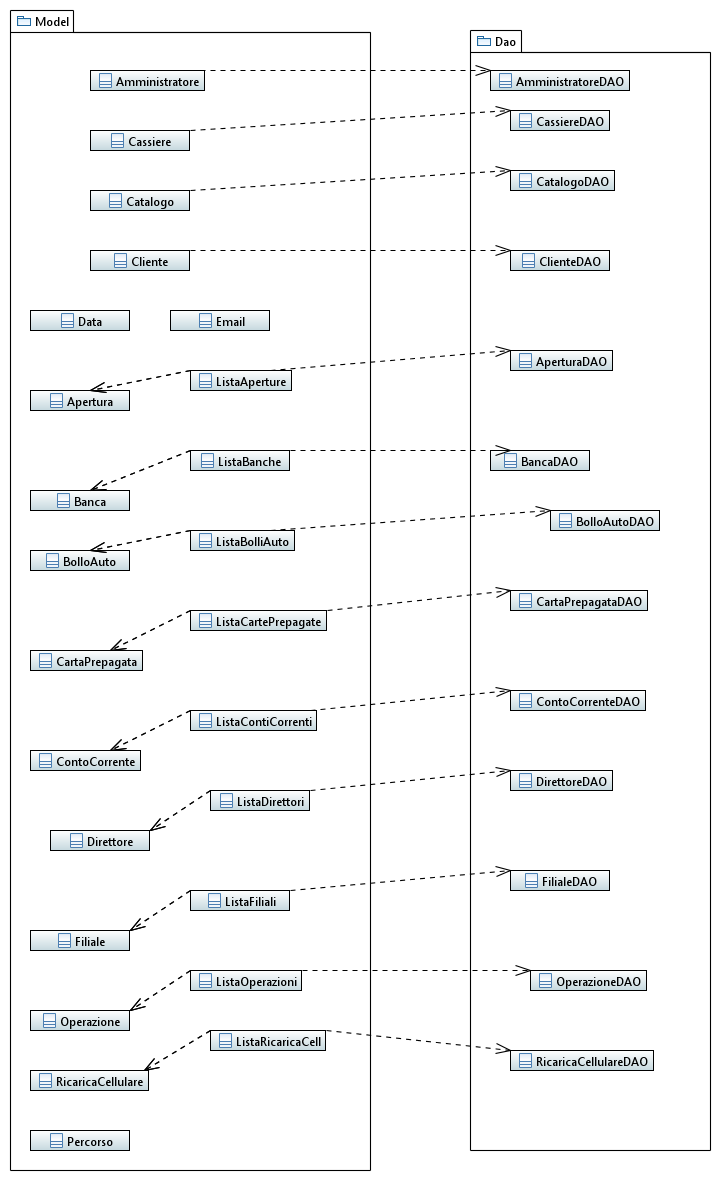 Model
Dao
Amministratore
AmministratoreDAO
Cassiere
CassiereDAO
Catalogo
CatalogoDAO
Cliente
ClienteDAO
Data
Email
ListaAperture
AperturaDAO
Apertura
ListaBanche
BancaDAO
Banca
ListaBolliAuto
BolloAutoDAO
BolloAuto
ListaCartePrepagate
CartaPrepagataDAO
CartaPrepagata
ListaContiCorrenti
ContoCorrenteDAO
ContoCorrente
ListaDirettori
DirettoreDAO
Direttore
ListaFiliali
FilialeDAO
Filiale
ListaOperazioni
OperazioneDAO
Operazione
ListaRicaricaCell
RicaricaCellulareDAO
RicaricaCellulare
Percorso